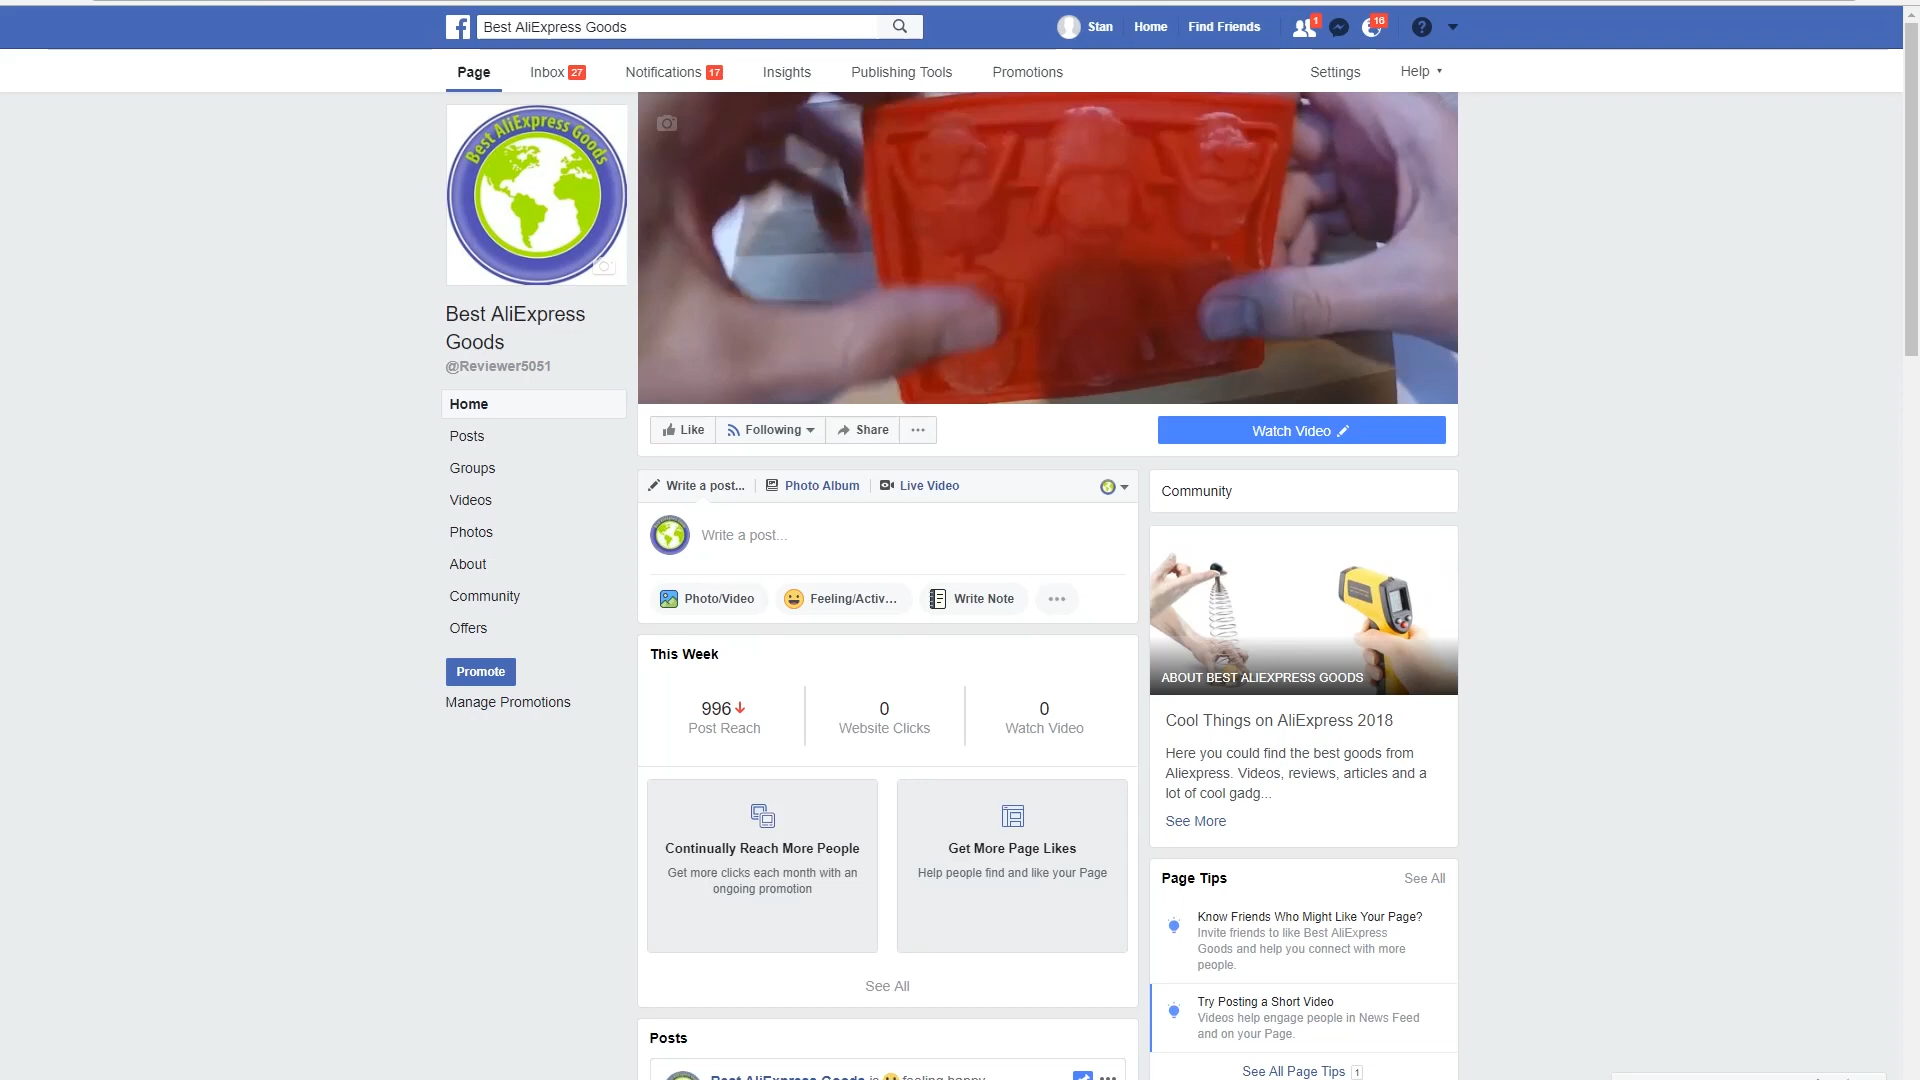 Best AliExpress Goods
Stan Home Find Friends 1 16
Page Inbox 27 Notifications 17 Insights Publishing Tools Promotions Settings Help
Best AliExpress Goods
Best AliExpress
Goods
@Reviewer5051
Home
Posts
Groups
Videos
Photos
About
Community
Offers
Promote
Manage Promotions
Like Following Share
Watch Video
Write a post... Photo Album Live Video
Write a post...
Photo/Video Feeling/Activ... Write Note
This Week
996 Post Reach
0 Website Clicks
0 Watch Video
Continually Reach More People
Get more clicks each month with an
ongoing promotion
Get More Page Likes
Help people find and like your Page
See All
Posts
Best AliExpress Goods is feeling happy
Community
ABOUT BEST ALIEXPRESS GOODS
Cool Things on AliExpress 2018
Here you could find the best goods from
Aliexpress. Videos, reviews, articles and a
lot of cool gadg...
See More
Page Tips See All
Know Friends Who Might Like Your Page?
Invite friends to like Best AliExpress
Goods and help you connect with more
people.
Try Posting a Short Video
Videos help engage people in News Feed
and on your Page.
See All Page Tips 1